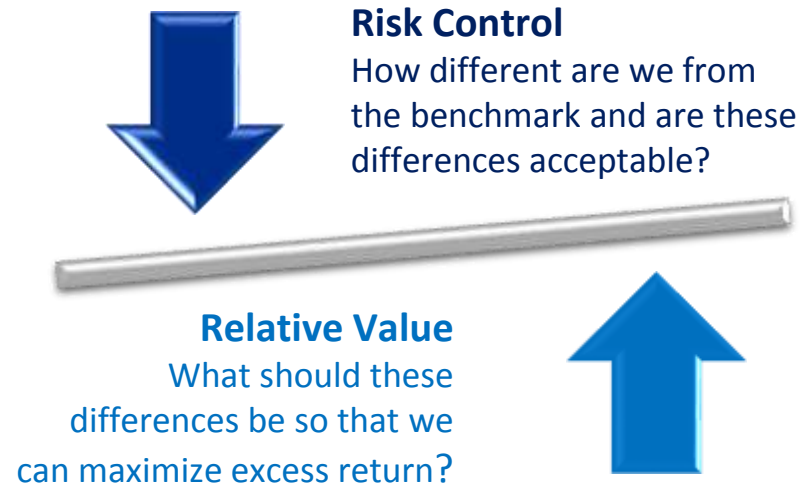 Risk Control
How different are we from
the benchmark and are these
differences acceptable?
Relative Value
What should these
differences be so that we
can maximize excess return?